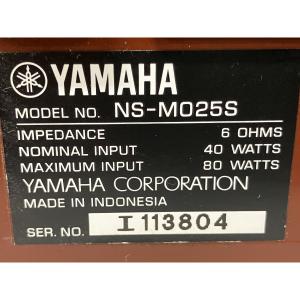 YAMAHA
MODEL NO. NS-M025S
IMPEDANCE 6 OHMS
NOMINAL INPUT 40 WATTS
MAXIMUM INPUT 80 WATTS
YAMAHA CORPORATION
MADE IN INDONESIA
SER. NO. I 113804